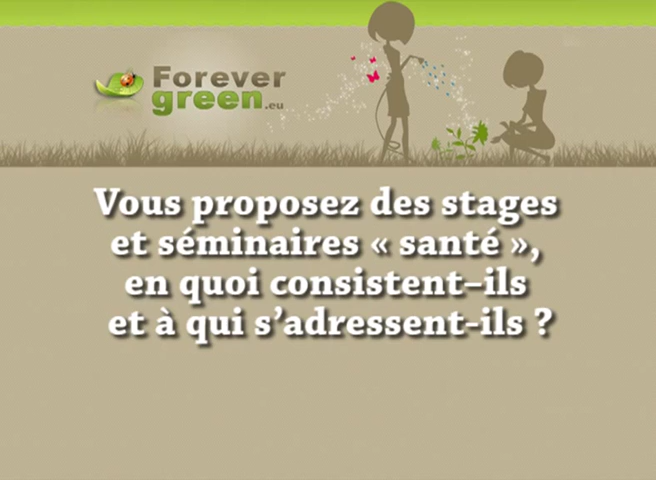 Forever
green.eu
Vous proposez des stages
et séminaires « santé »,
en quoi consistent–ils
et à qui s’adressent-ils ?